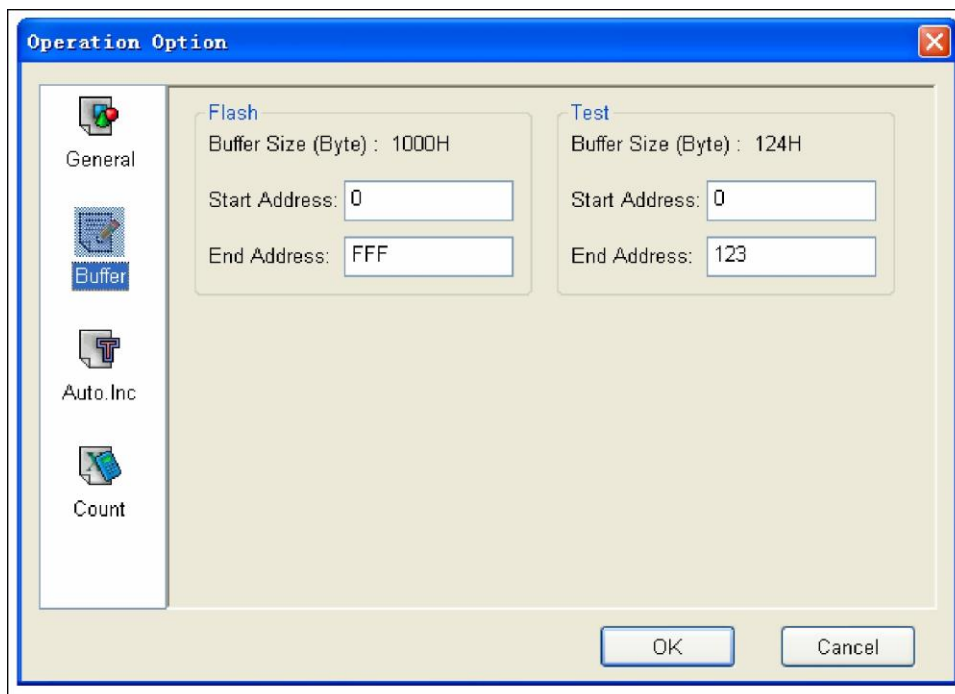 Operation Option
General
Buffer
Auto.Inc
Count
Flash
Buffer Size (Byte) : 1000H
Start Address: 0
End Address: FFF
Test
Buffer Size (Byte) : 124H
Start Address: 0
End Address: 123
OK
Cancel